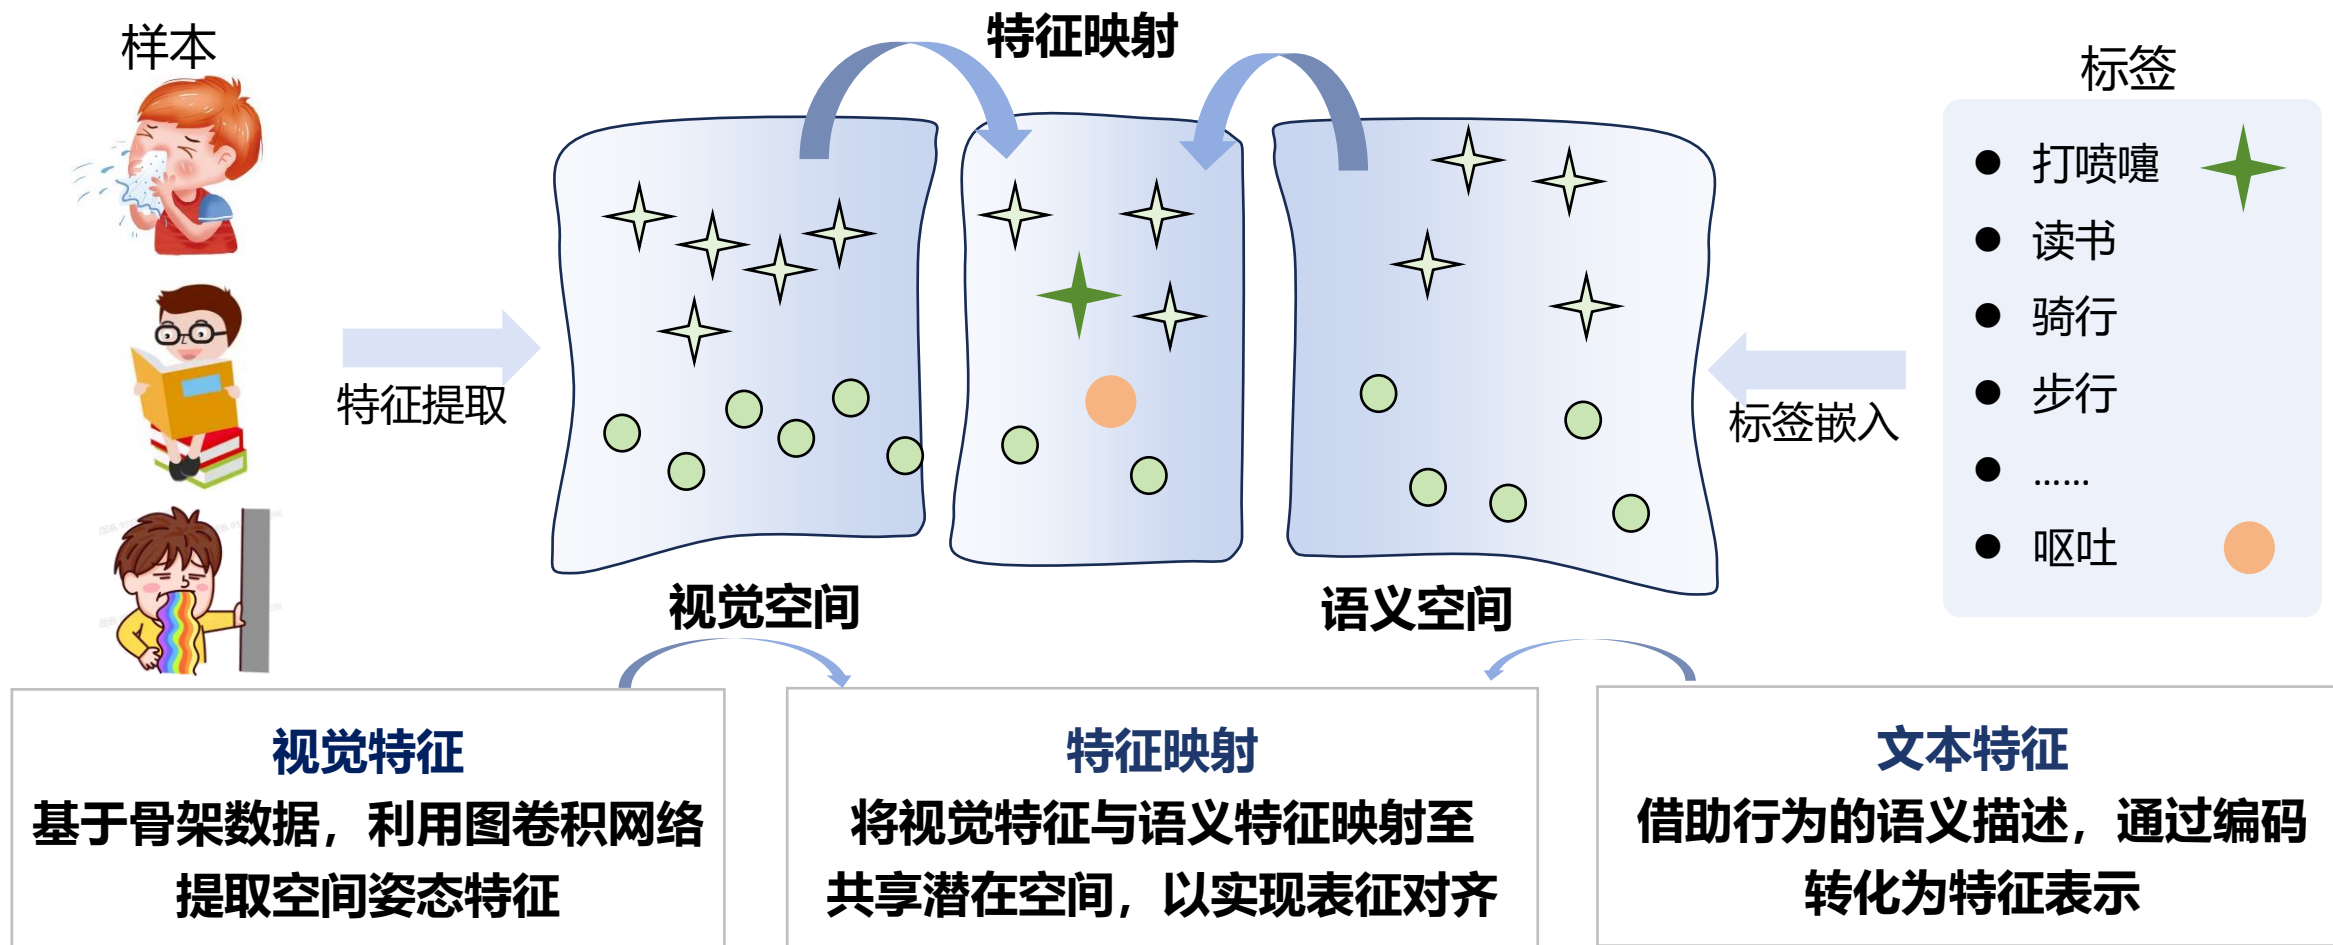 样本
特征映射
标签
打喷嚏
读书
骑行
步行
......
呕吐
特征提取
标签嵌入
视觐空间
语义空间
视觉特征
基于骨架数据，利用图卷积网络
提取空间姿态特征
特征映射
将视觉特征与语义特征映射至
共享潜在空间，以实现表征对齐
文本特征
借助行为的语义描述，通过编码
转化为特征表示